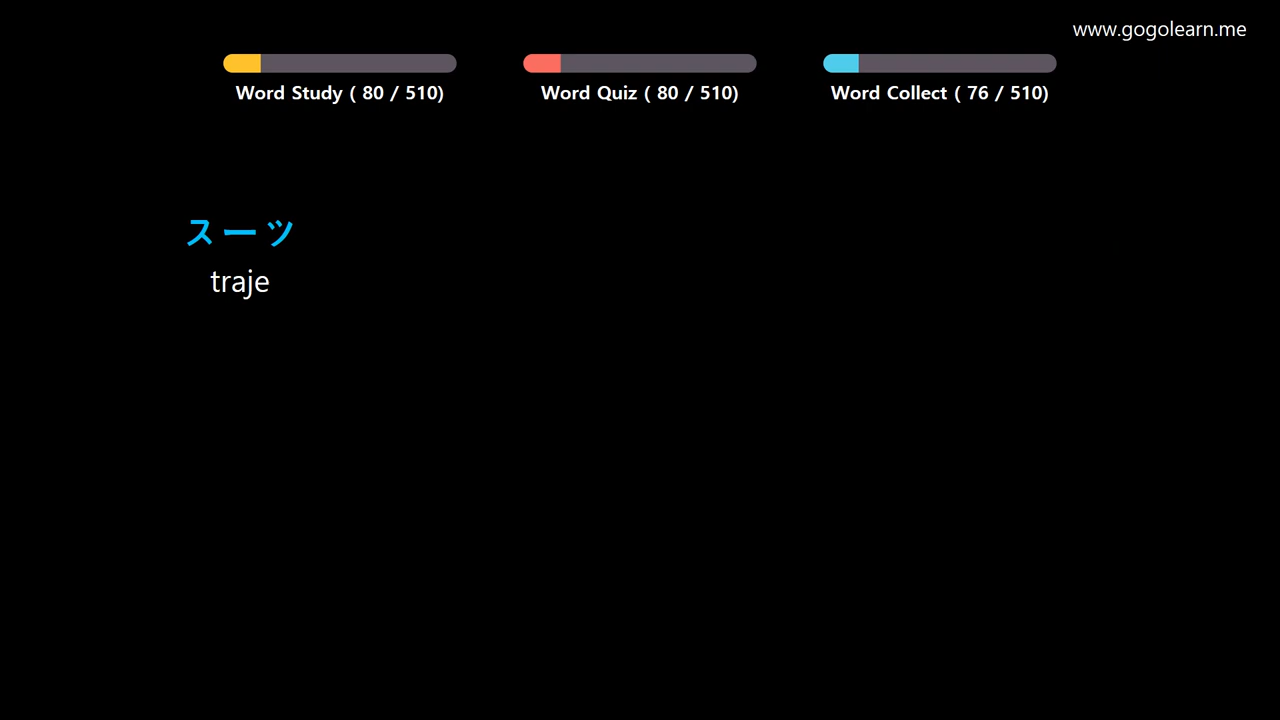 www.gogolearn.me
Word Study ( 80 / 510)
Word Quiz ( 80 / 510)
Word Collect ( 76 / 510)
スーツ
traje